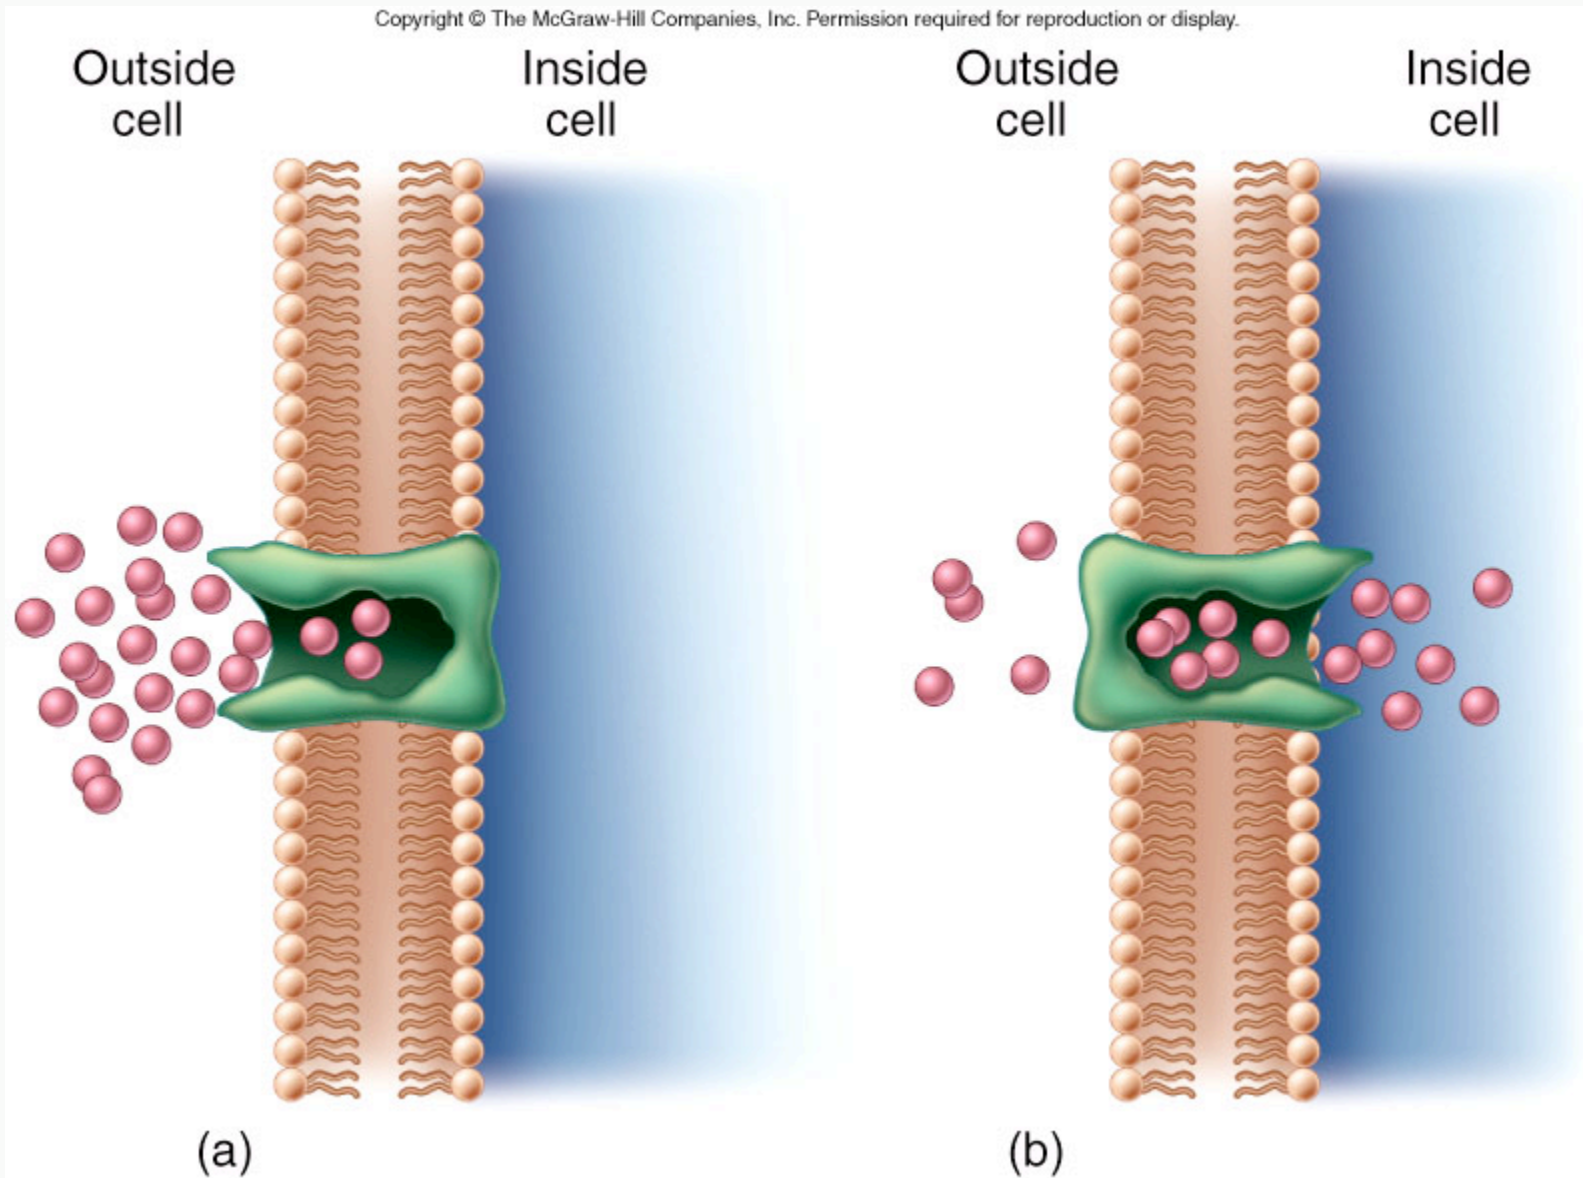 Copyright © The McGraw-Hill Companies, Inc. Permission required for reproduction or display.
Outside
cell
Inside
cell
Outside
cell
Inside
cell
(a)
(b)